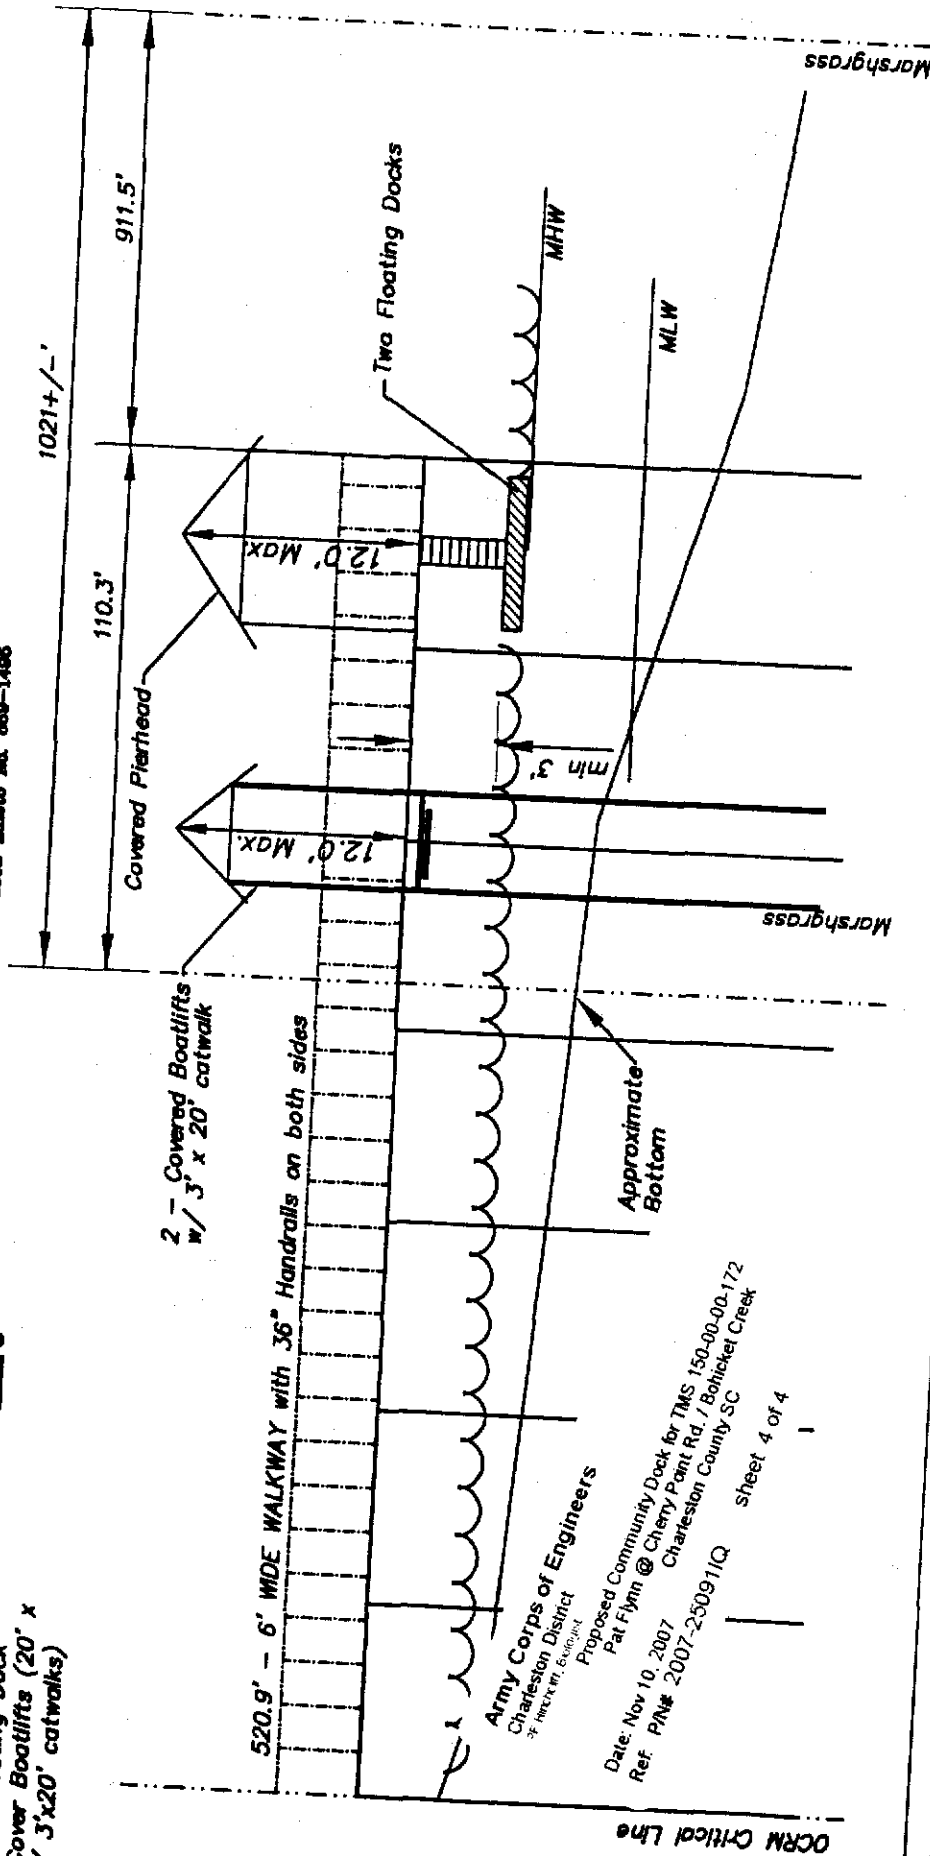 1021+/-'
911.5'
110.3'
Covered Pierhead
12.0' Max.
12.0' Max.
Two Floating Docks
MHW
MLW
min 3'
Marshgrass
Marshgrass
2 - Covered Boatlifts
w/ 3' x 20' catwalk
520.9' - 6' WIDE WALKWAY with 36" Handrails on both sides
Approximate
Bottom
OCRM Critical Line
Dock
Cover Boatlifts (20' x
3'x20' catwalks)
Army Corps of Engineers
Charleston District
Proposed Community Dock for TMS 150-00-00-172
Pat Flynn @ Cherry Point Rd. / Bohicket Creek
Charleston County SC
Date: Nov 10, 2007
Ref: P/N# 2007-25091IQ
sheet 4 of 4